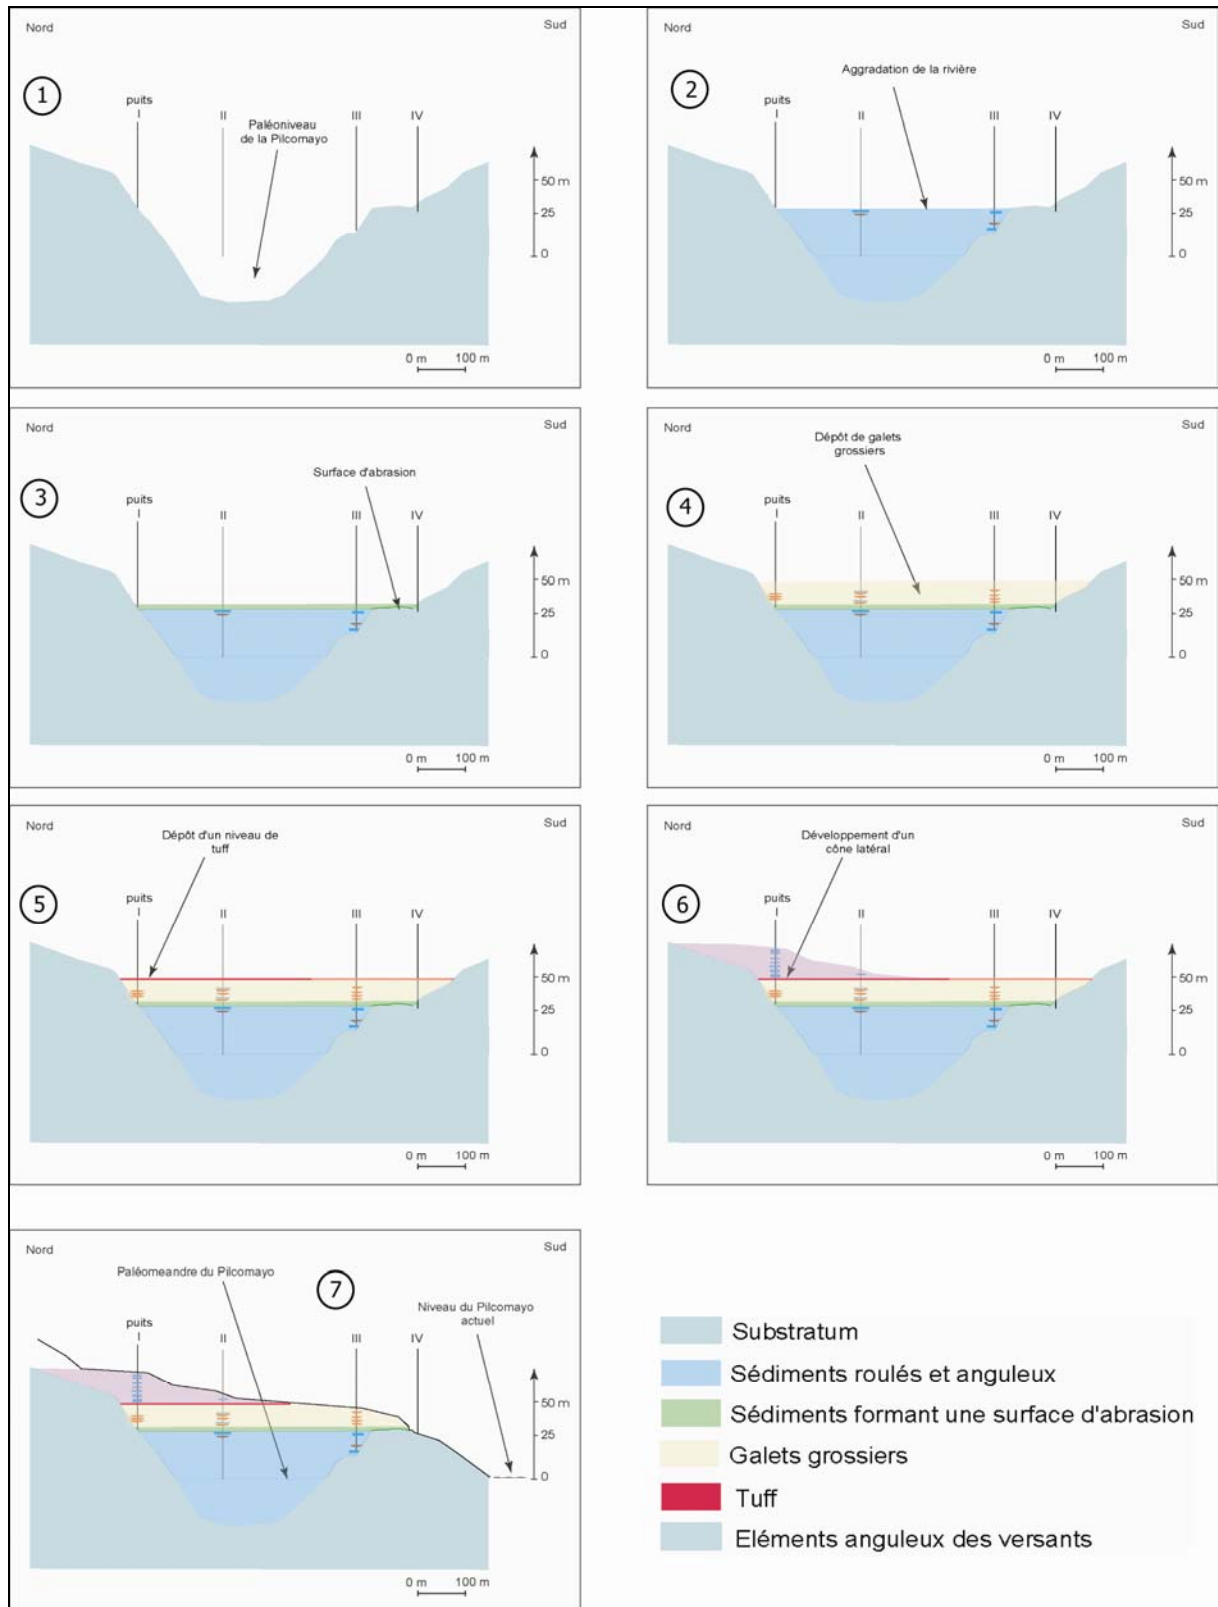 Nord
Sud
1
puits
I
II
III
IV
Paléoniveau
de la Pilcomayo
50 m
25
0
0 m 100 m
Nord
Sud
2
Aggradation de la rivière
puits
I
II
III
IV
50 m
25
0
0 m 100 m
Nord
Sud
3
Surface d'abrasion
puits
I
II
III
IV
50 m
25
0
0 m 100 m
Nord
Sud
4
Dépôt de galets
grossiers
puits
I
II
III
IV
50 m
25
0
0 m 100 m
Nord
Sud
5
Dépôt d'un niveau de
tuff
puits
I
II
III
IV
50 m
25
0
0 m 100 m
Nord
Sud
6
Développement d'un
cône latéral
puits
I
II
III
IV
50 m
25
0
0 m 100 m
Nord
Sud
7
Paléomeandre du Pilcomayo
Niveau du Pilcomayo
actuel
puits
I
II
III
IV
50 m
25
0
0 m 100 m
Substratum
Sédiments roulés et anguleux
Sédiments formant une surface d'abrasion
Galets grossiers
Tuff
Eléments anguleux des versants